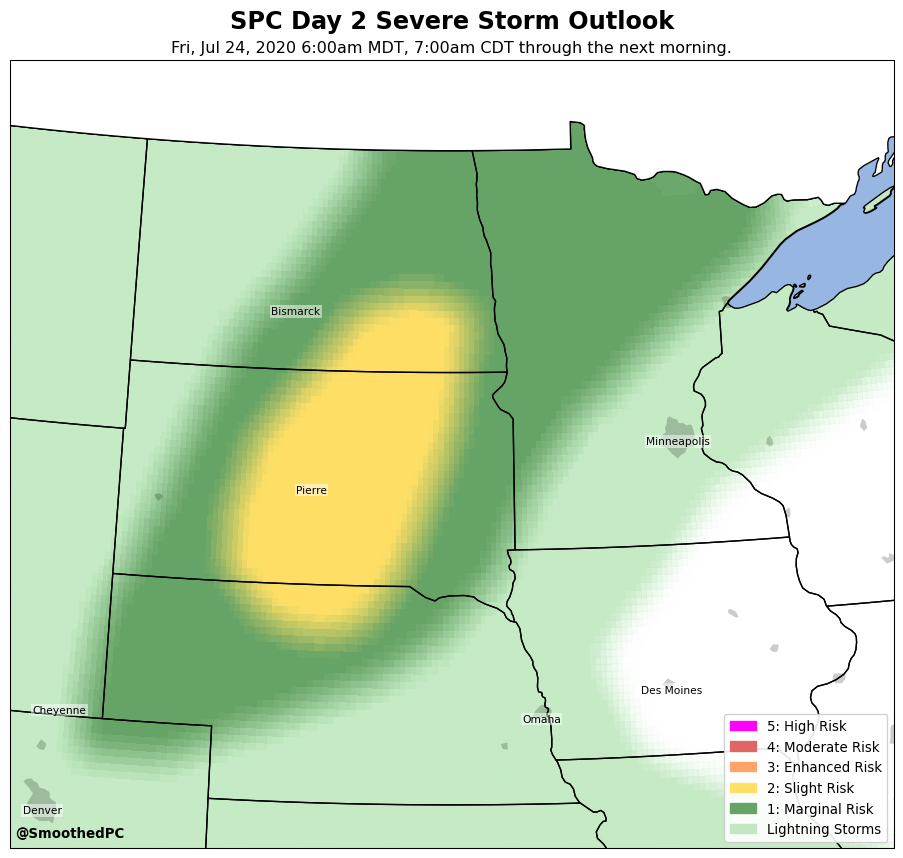 SPC Day 2 Severe Storm Outlook
Fri, Jul 24, 2020 6:00am MDT, 7:00am CDT through the next morning.
Bismarck
Minneapolis
Pierre
Des Moines
Cheyenne
Omaha
Denver
@SmoothedPC
5: High Risk
4: Moderate Risk
3: Enhanced Risk
2: Slight Risk
1: Marginal Risk
Lightning Storms